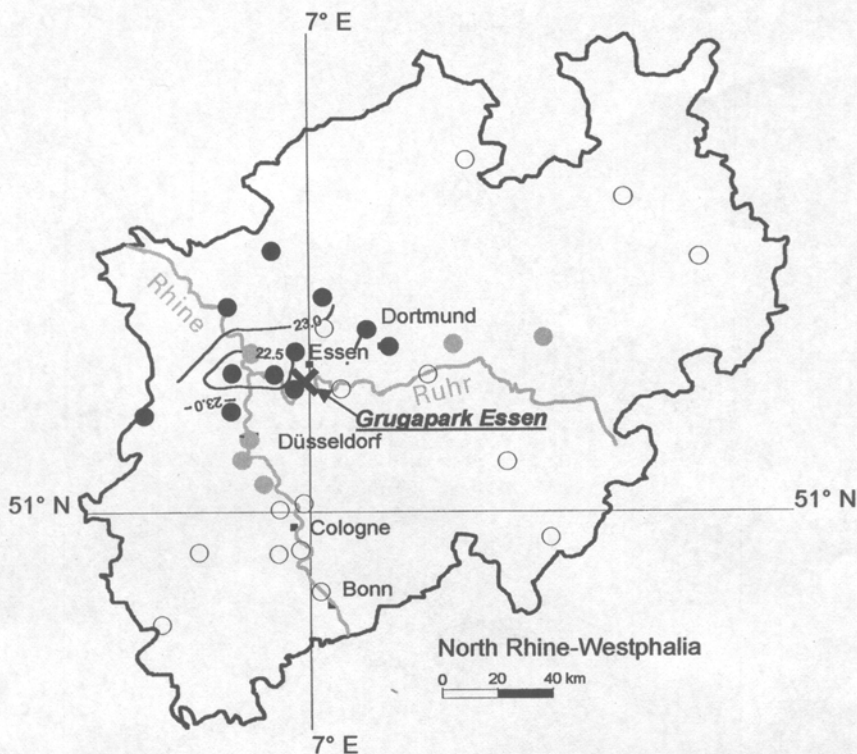 7° E
Rhine
23.0
Dortmund
22.5
Essen
Ruhr
=23.0-
Grugapark Essen
Düsseldorf
51° N
51° N
Cologne
Bonn
North Rhine-Westphalia
0 20 40 km
7° E